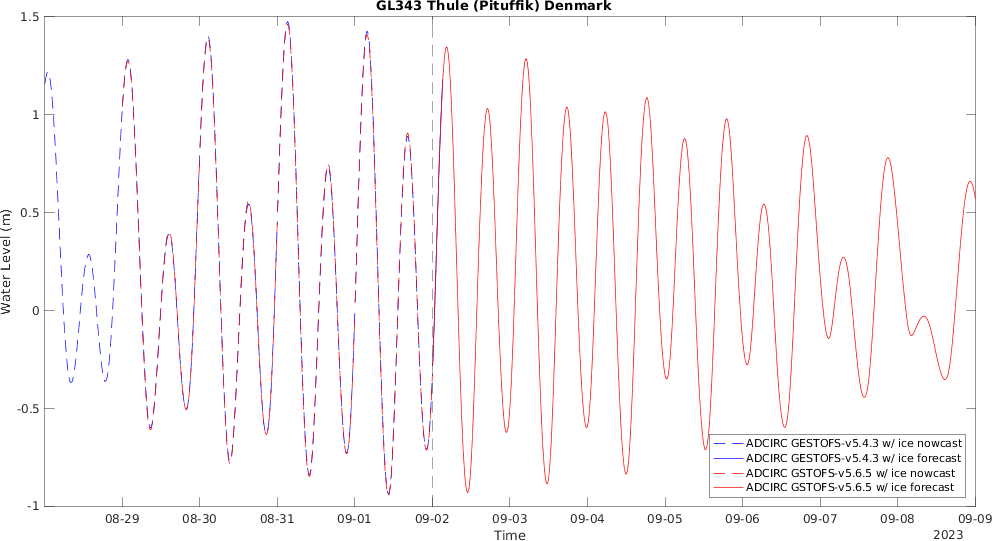 GL343 Thule (Pituffik) Denmark
1.5
1
0.5
0
-0.5
-1
Water Level (m)
08-29 08-30 08-31 09-01 09-02 09-03 09-04 09-05 09-06 09-07 09-08 09-09
Time
2023
ADCIRC GESTOFS-v5.4.3 w/ ice nowcast
ADCIRC GESTOFS-v5.4.3 w/ ice forecast
ADCIRC GSTOFS-v5.6.5 w/ ice nowcast
ADCIRC GSTOFS-v5.6.5 w/ ice forecast